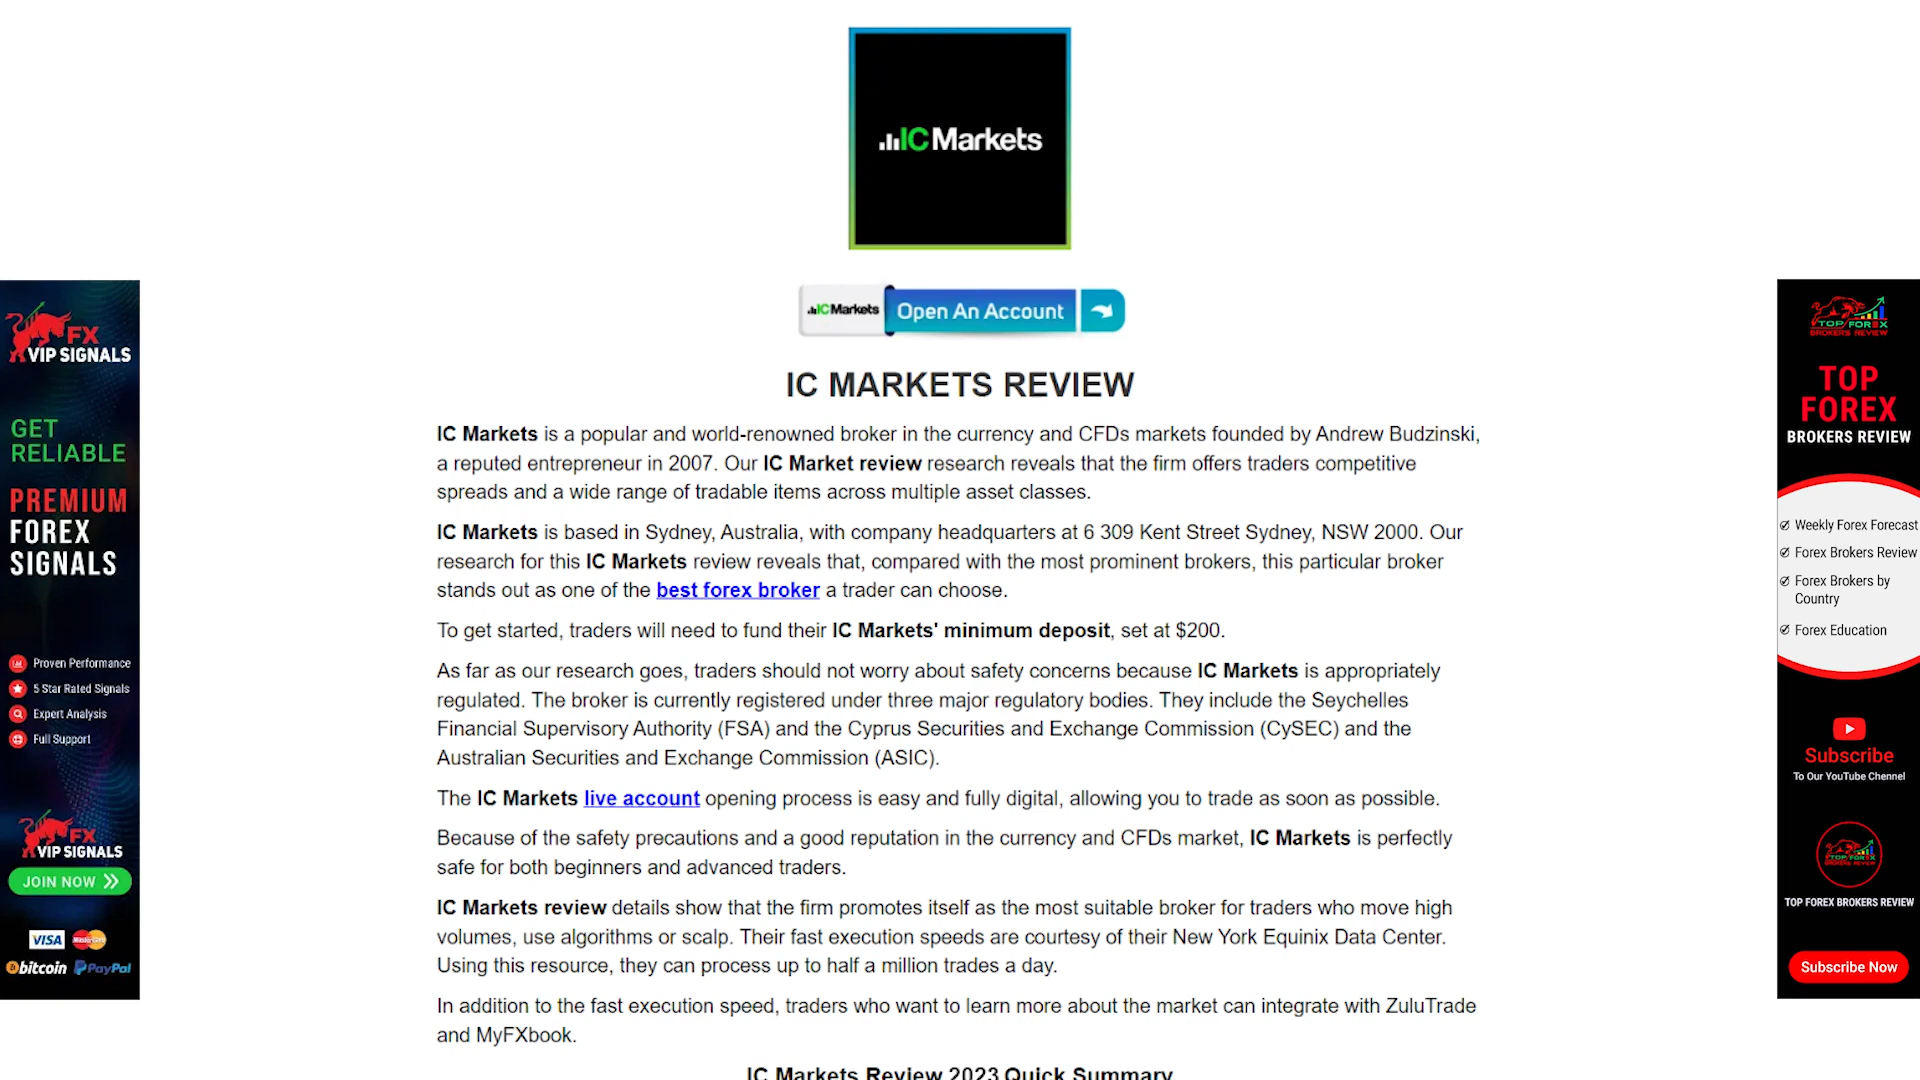 IC Markets
IC Markets Open An Account
IC MARKETS REVIEW
IC Markets is a popular and world-renowned broker in the currency and CFDs markets founded by Andrew Budzinski,
a reputed entrepreneur in 2007. Our IC Market review research reveals that the firm offers traders competitive
spreads and a wide range of tradable items across multiple asset classes.
IC Markets is based in Sydney, Australia, with company headquarters at 6 309 Kent Street Sydney, NSW 2000. Our
research for this IC Markets review reveals that, compared with the most prominent brokers, this particular broker
stands out as one of the best forex broker a trader can choose.
To get started, traders will need to fund their IC Markets' minimum deposit, set at $200.
As far as our research goes, traders should not worry about safety concerns because IC Markets is appropriately
regulated. The broker is currently registered under three major regulatory bodies. They include the Seychelles
Financial Supervisory Authority (FSA) and the Cyprus Securities and Exchange Commission (CySEC) and the
Australian Securities and Exchange Commission (ASIC).
The IC Markets live account opening process is easy and fully digital, allowing you to trade as soon as possible.
Because of the safety precautions and a good reputation in the currency and CFDs market, IC Markets is perfectly
safe for both beginners and advanced traders.
IC Markets review details show that the firm promotes itself as the most suitable broker for traders who move high
volumes, use algorithms or scalp. Their fast execution speeds are courtesy of their New York Equinix Data Center.
Using this resource, they can process up to half a million trades a day.
In addition to the fast execution speed, traders who want to learn more about the market can integrate with ZuluTrade
and MyFXbook.
IC Markets Review 2023 Quick Summary
FX
VIP SIGNALS
GET
RELIABLE
PREMIUM
FOREX
SIGNALS
Proven Performance
5 Star Rated Signals
Expert Analysis
Full Support
FX
VIP SIGNALS
JOIN NOW
VISA MasterCard
bitcoin PayPal
TOP FOREX
BROKERS REVIEW
TOP
FOREX
BROKERS REVIEW
Weekly Forex Forecast
Forex Brokers Review
Forex Brokers by
Country
Forex Education
Subscribe
To Our YouTube Chennel
TOP FOREX
BROKERS REVIEW
TOP FOREX BROKERS REVIEW
Subscribe Now